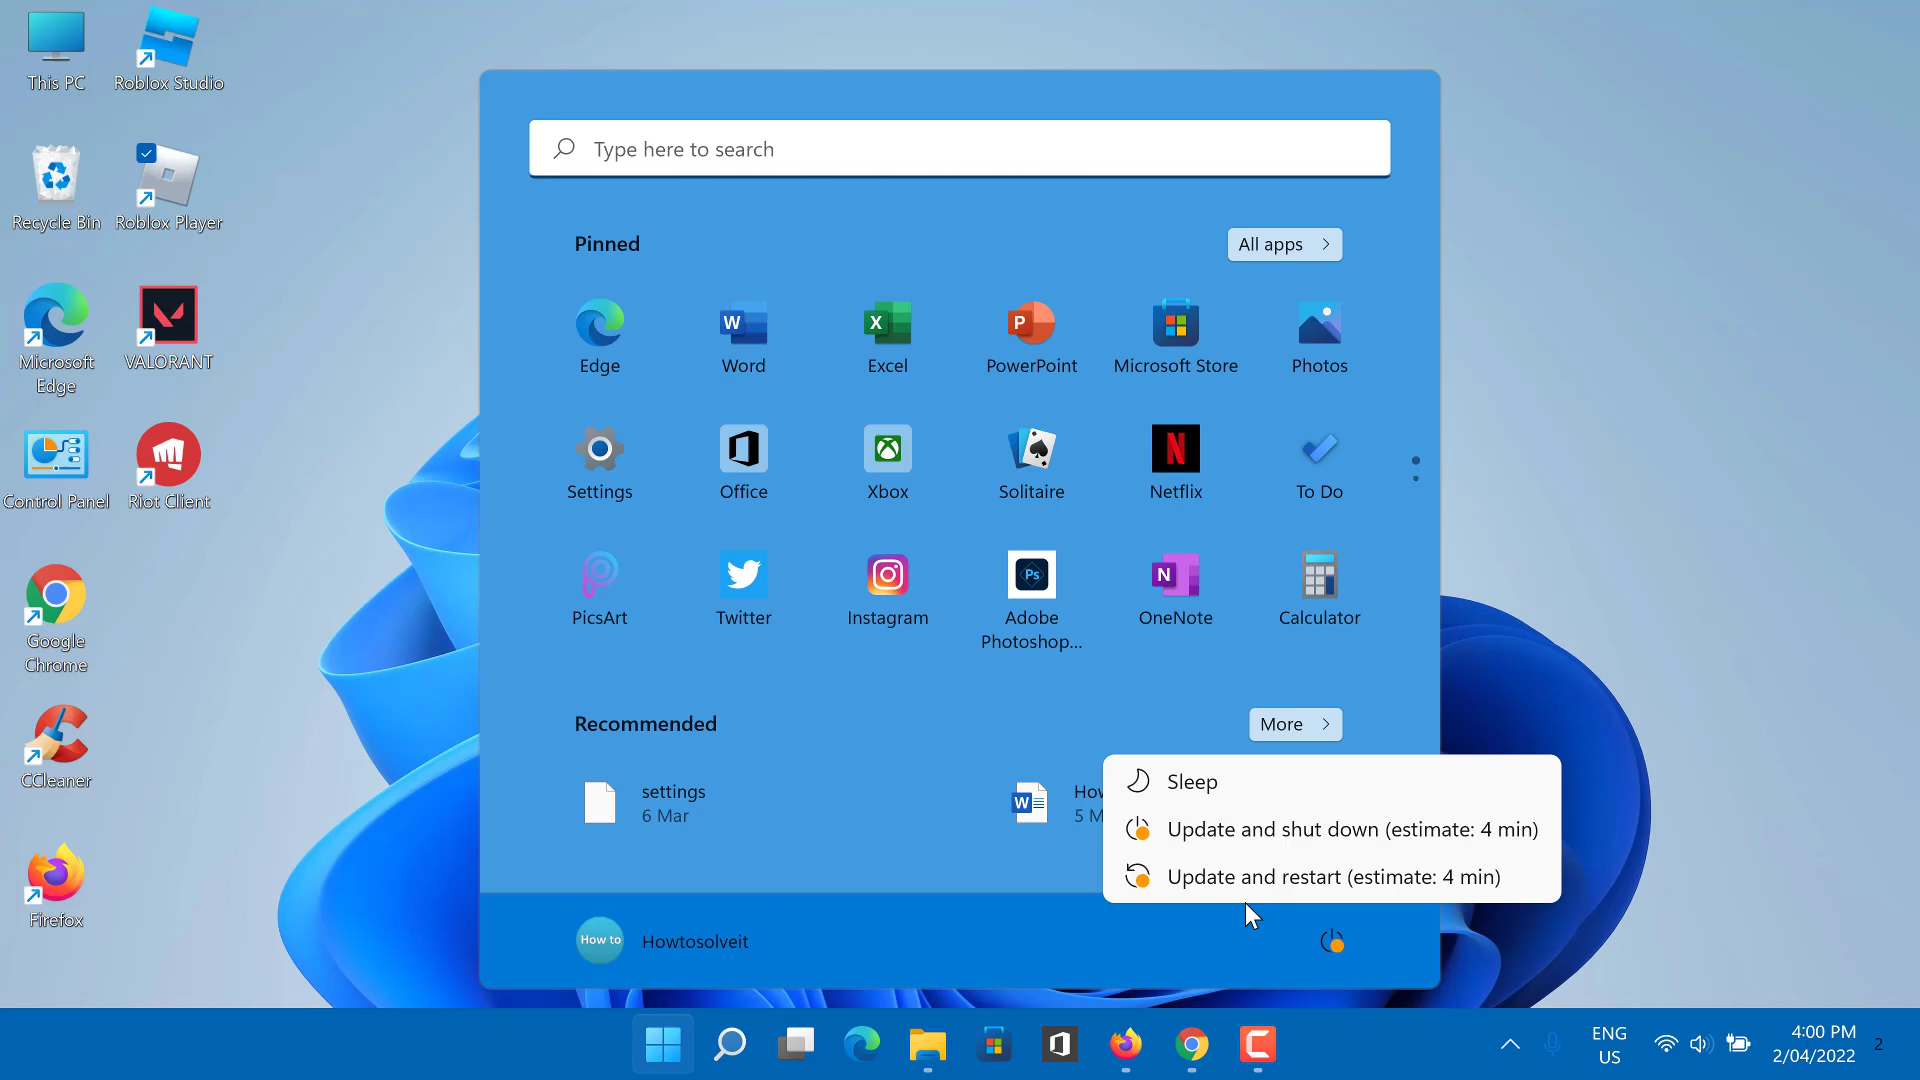 This PC
Roblox Studio
Recycle Bin
Roblox Player
Microsoft
Edge
VALORANT
Control Panel
Riot Client
Google
Chrome
CCleaner
Firefox
Type here to search
Pinned
All apps
Edge
Word
Excel
PowerPoint
Microsoft Store
Photos
Settings
Office
Xbox
Solitaire
Netflix
To Do
PicsArt
Twitter
Instagram
Adobe
Photoshop...
OneNote
Calculator
Recommended
More
settings
6 Mar
How
5 M
Sleep
Update and shut down (estimate: 4 min)
Update and restart (estimate: 4 min)
How to
Howtosolveit
ENG
US
4:00 PM
2/04/2022
2